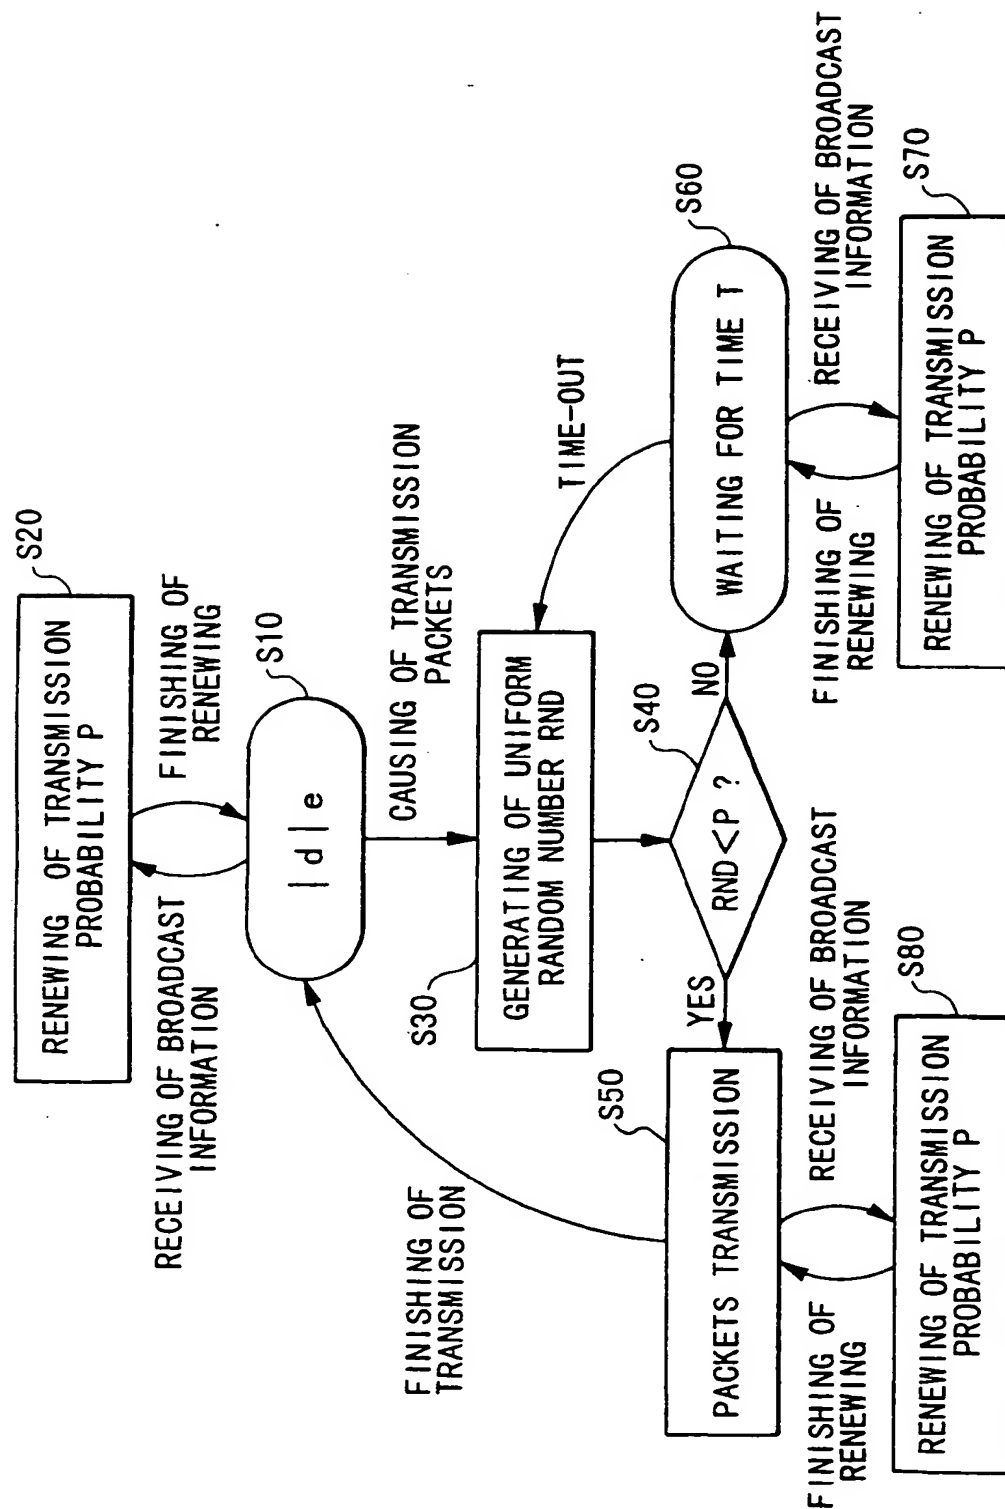 S20
RENEWING OF TRANSMISSION
PROBABILITY P
RECEIVING OF BROADCAST
INFORMATION
FINISHING OF
RENEWING
S10
Idle
CAUSING OF TRANSMISSION
PACKETS
FINISHING OF
TRANSMISSION
S30
GENERATING OF UNIFORM
RANDOM NUMBER RND
TIME-OUT
S40
RND<P ?
YES
NO
S50
PACKETS TRANSMISSION
S60
WAITING FOR TIME T
FINISHING OF
RENEWING
RECEIVING OF BROADCAST
INFORMATION
S80
RENEWING OF TRANSMISSION
PROBABILITY P
FINISHING OF
RENEWING
RECEIVING OF BROADCAST
INFORMATION
S70
RENEWING OF TRANSMISSION
PROBABILITY P